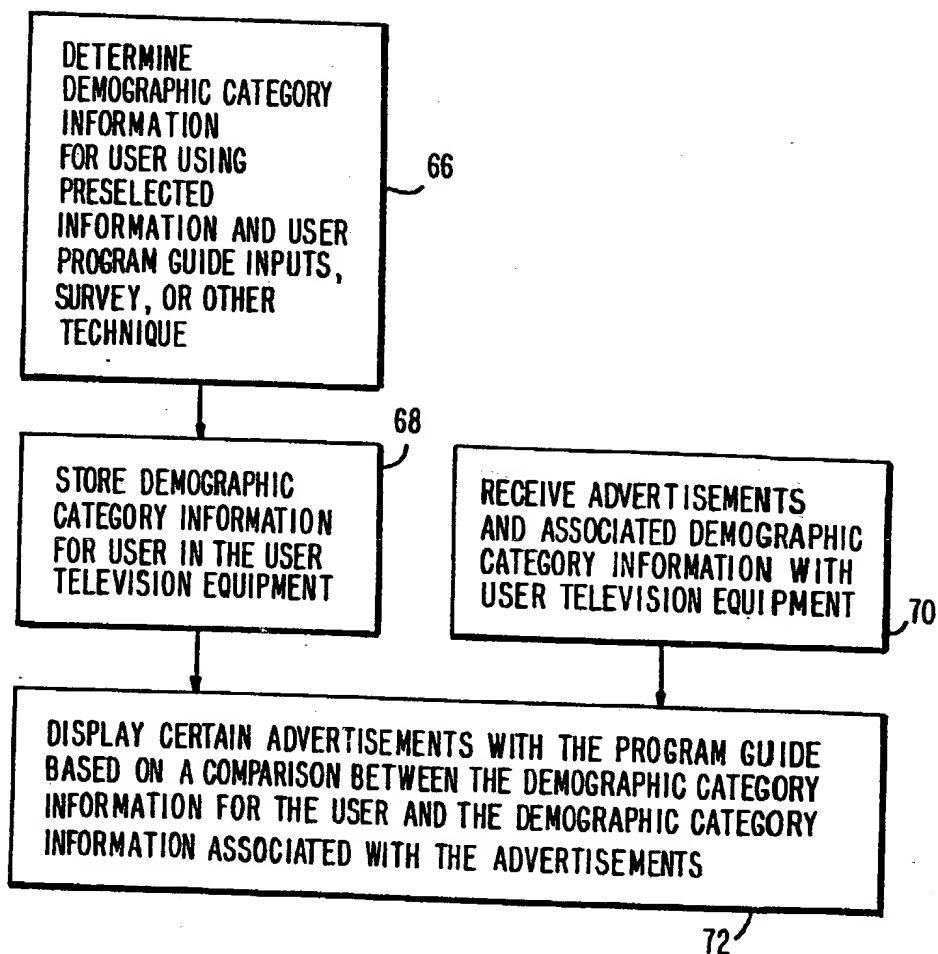 DETERMINE
DEMOGRAPHIC CATEGORY
INFORMATION
FOR USER USING
PRESELECTED
INFORMATION AND USER
PROGRAM GUIDE INPUTS,
SURVEY, OR OTHER
TECHNIQUE
66
STORE DEMOGRAPHIC
CATEGORY INFORMATION
FOR USER IN THE USER
TELEVISION EQUIPMENT
68
RECEIVE ADVERTISEMENTS
AND ASSOCIATED DEMOGRAPHIC
CATEGORY INFORMATION WITH
USER TELEVISION EQUIPMENT
70
DISPLAY CERTAIN ADVERTISEMENTS WITH THE PROGRAM GUIDE
BASED ON A COMPARISON BETWEEN THE DEMOGRAPHIC CATEGORY
INFORMATION FOR THE USER AND THE DEMOGRAPHIC CATEGORY
INFORMATION ASSOCIATED WITH THE ADVERTISEMENTS
72